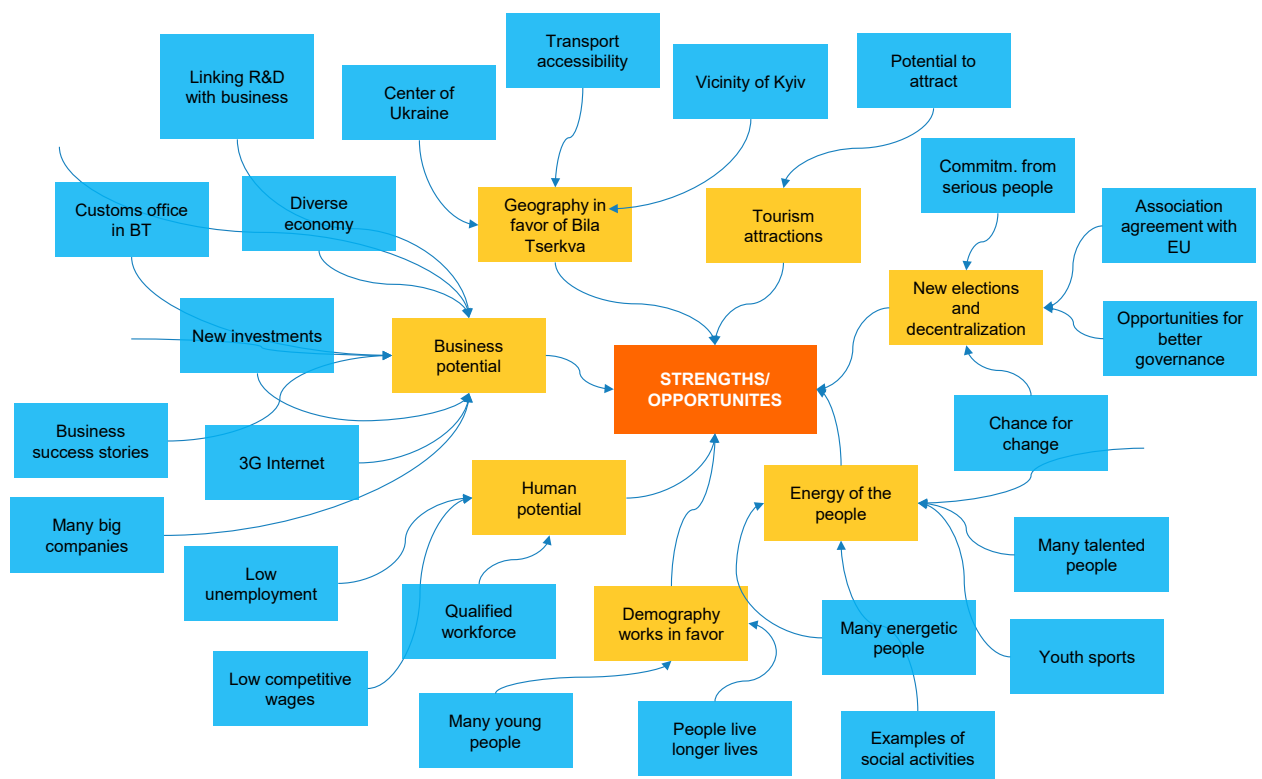 Transport
accessibility
Linking R&D
with business
Center of
Ukraine
Vicinity of Kyiv
Potential to
attract
Commitm. from
serious people
Customs office
in BT
Diverse
economy
Geography in
favor of Bila
Tserkva
Tourism
attractions
Association
agreement with
EU
New elections
and
decentralization
New investments
Business
potential
STRENGTHS/
OPPORTUNITES
Opportunities for
better
governance
Business
success stories
3G Internet
Chance for
change
Human
potential
Energy of the
people
Many big
companies
Low
unemployment
Qualified
workforce
Demography
works in favor
Many talented
people
Many energetic
people
Youth sports
Low competitive
wages
Many young
people
People live
longer lives
Examples of
social activities